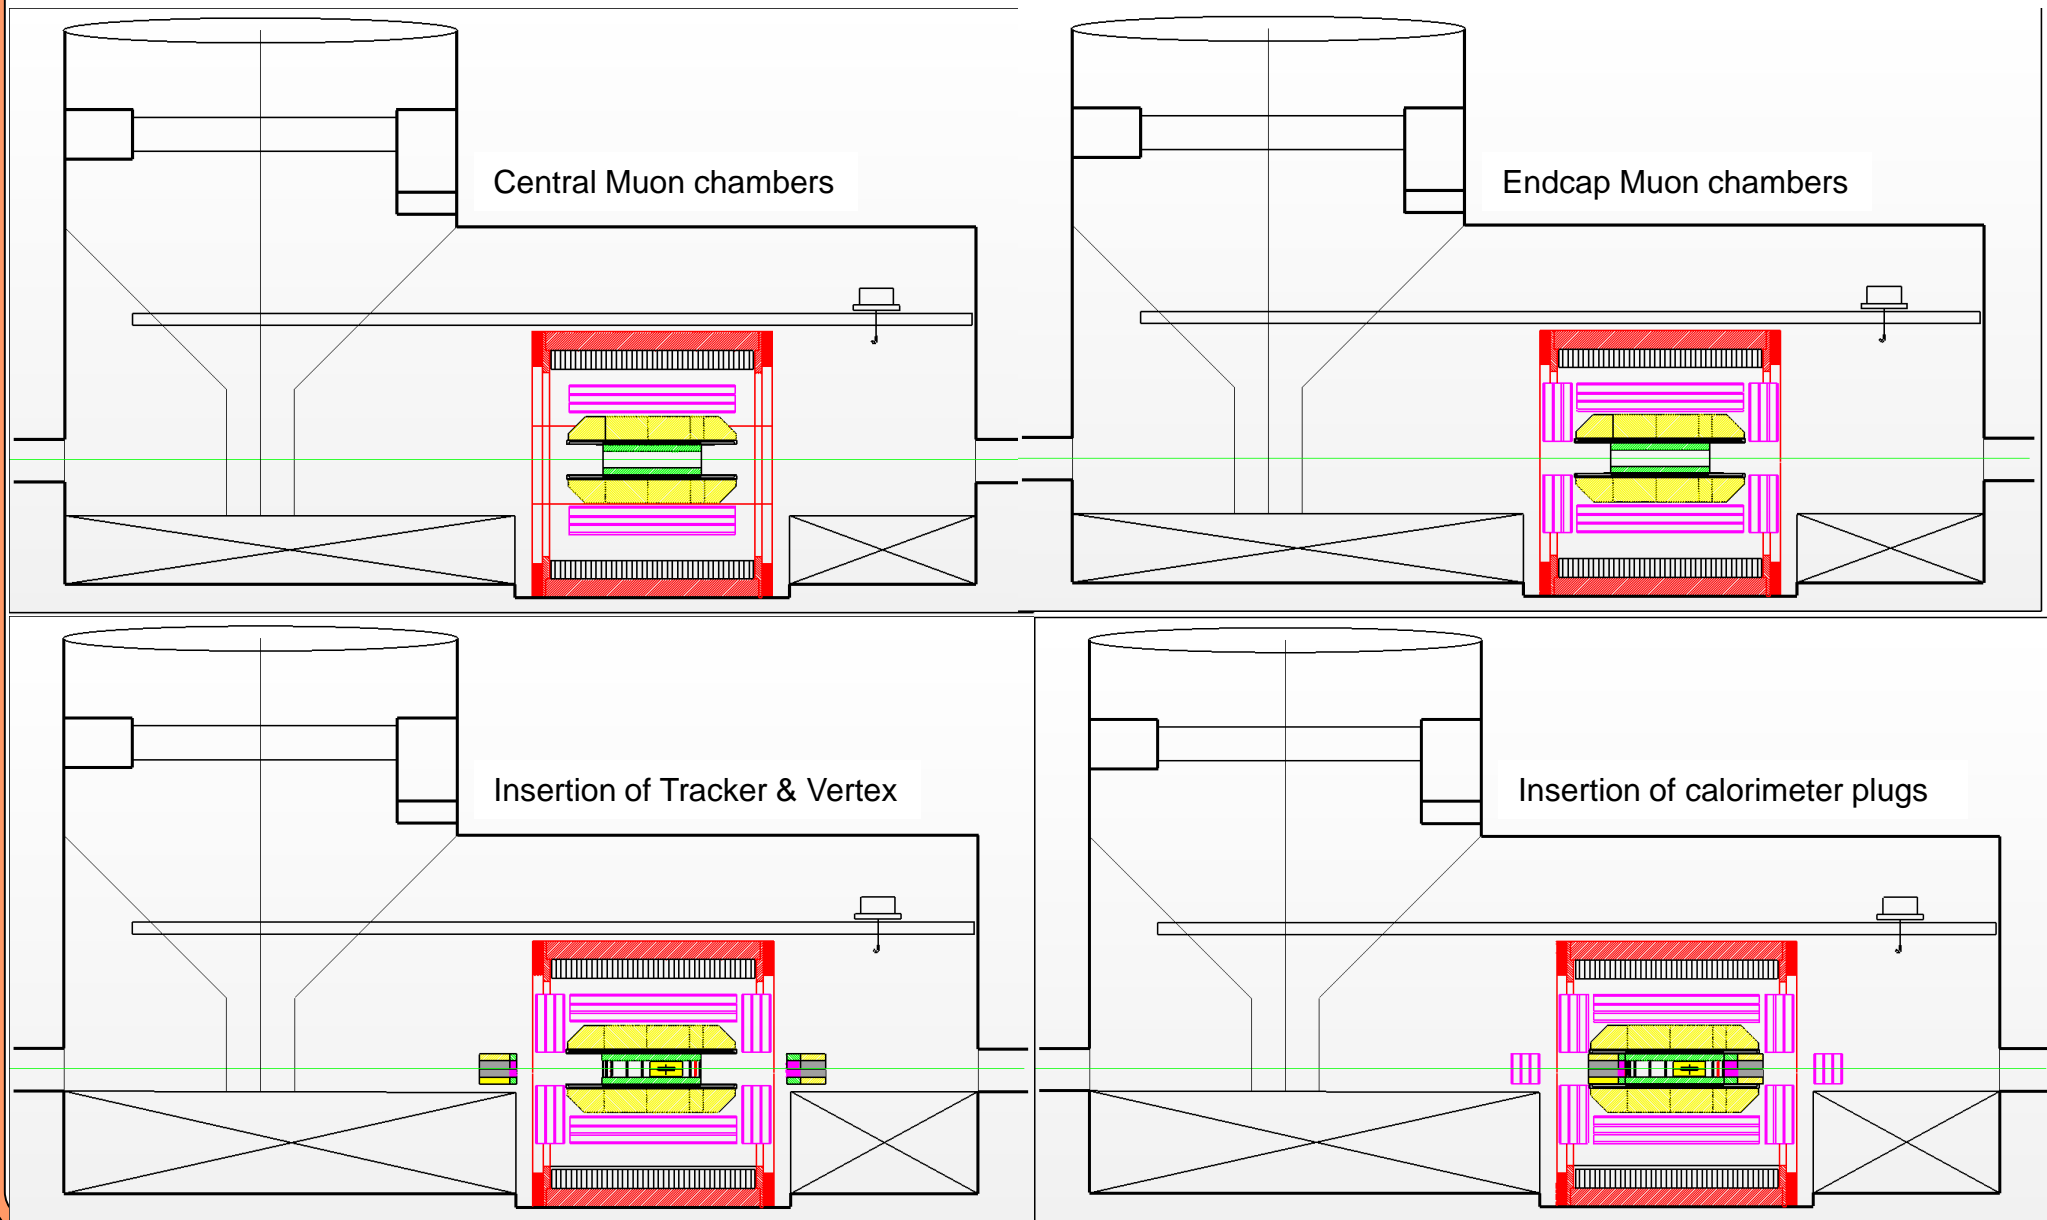 Central Muon chambers
Endcap Muon chambers
Insertion of Tracker & Vertex
Insertion of calorimeter plugs